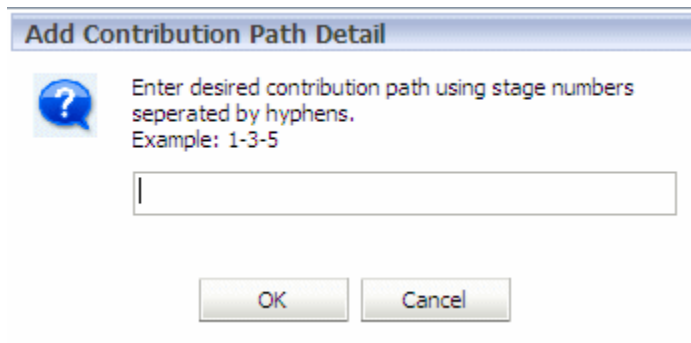 Add Contribution Path Detail
Enter desired contribution path using stage numbers
seperated by hyphens.
Example: 1-3-5
OK
Cancel